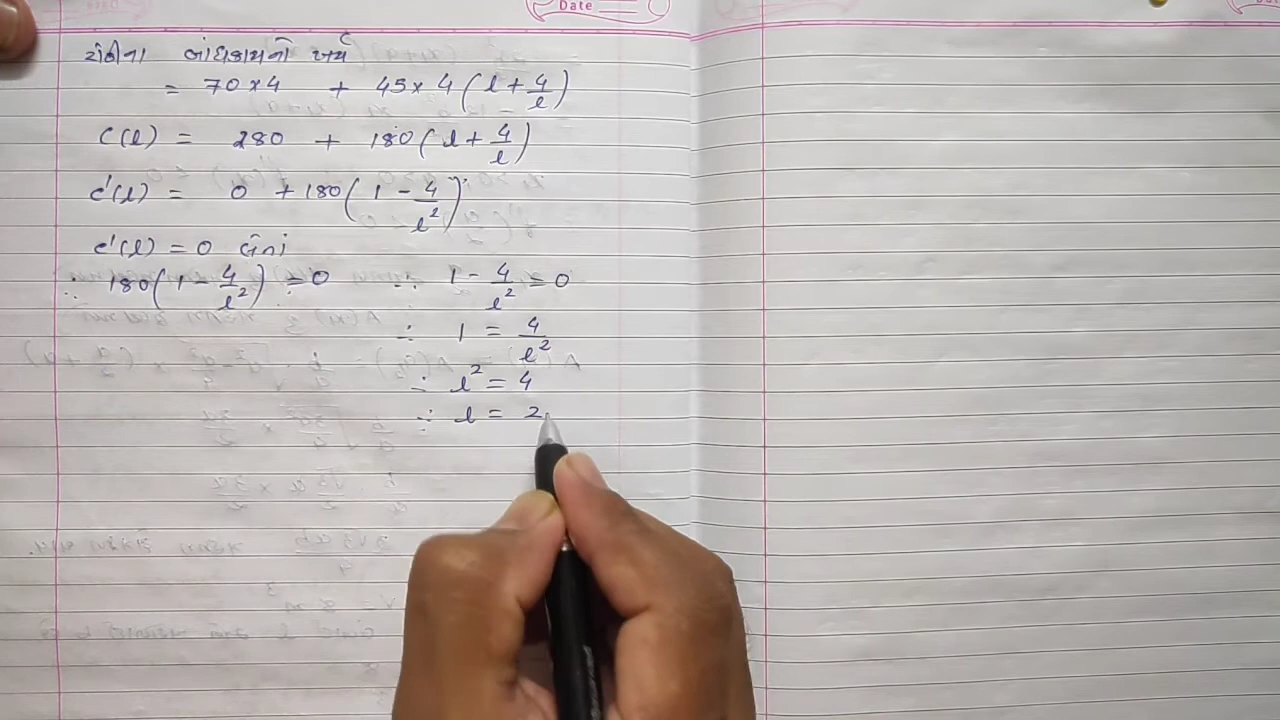 Date
ટાંકીના બાંધકામનો ખર્ચ
= 70 × 4 + 45 × 4 ( l + 4/l )
C(l) = 280 + 180 ( l + 4/l )
c'(l) = 0 + 180 ( 1 - 4/l² )
c'(l) = 0 લેતાં
∴ 180 ( 1 - 4/l² ) = 0 ∴ 1 - 4/l² = 0
∴ 1 = 4/l²
∴ l² = 4
∴ l = 2